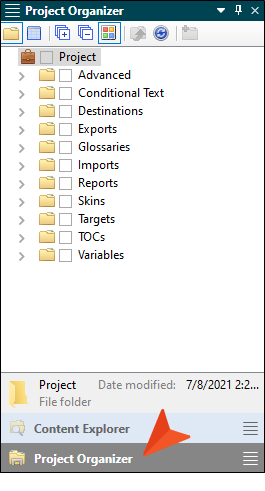 Project Organizer
Project
Advanced
Conditional Text
Destinations
Exports
Glossaries
Imports
Reports
Skins
Targets
TOCs
Variables
Project Date modified: 7/8/2021 2:2...
File folder
Content Explorer
Project Organizer